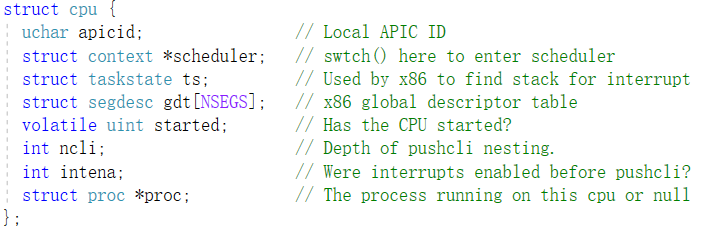 struct cpu {
  uchar apicid;                // Local APIC ID
  struct context *scheduler;   // swtch() here to enter scheduler
  struct taskstate ts;         // Used by x86 to find stack for interrupt
  struct segdesc gdt[NSEGS];   // x86 global descriptor table
  volatile uint started;       // Has the CPU started?
  int ncli;                    // Depth of pushcli nesting.
  int intena;                  // Were interrupts enabled before pushcli?
  struct proc *proc;           // The process running on this cpu or null
};